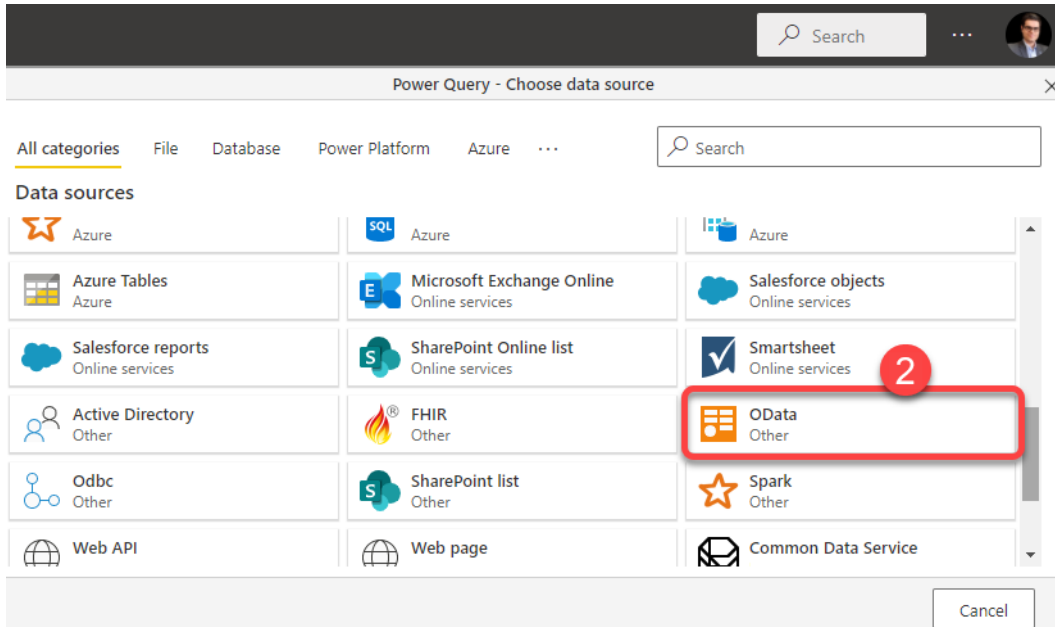 Search
...
Power Query - Choose data source
All categories File Database Power Platform Azure ...
Search
Data sources
Azure
SQL
Azure
Azure
Azure Tables
Azure
E
Microsoft Exchange Online
Online services
Salesforce objects
Online services
Salesforce reports
Online services
S
SharePoint Online list
Online services
Smartsheet
Online services
2
Active Directory
Other
®
FHIR
Other
OData
Other
Odbc
Other
S
SharePoint list
Other
Spark
Other
Web API
Web page
Common Data Service
Cancel